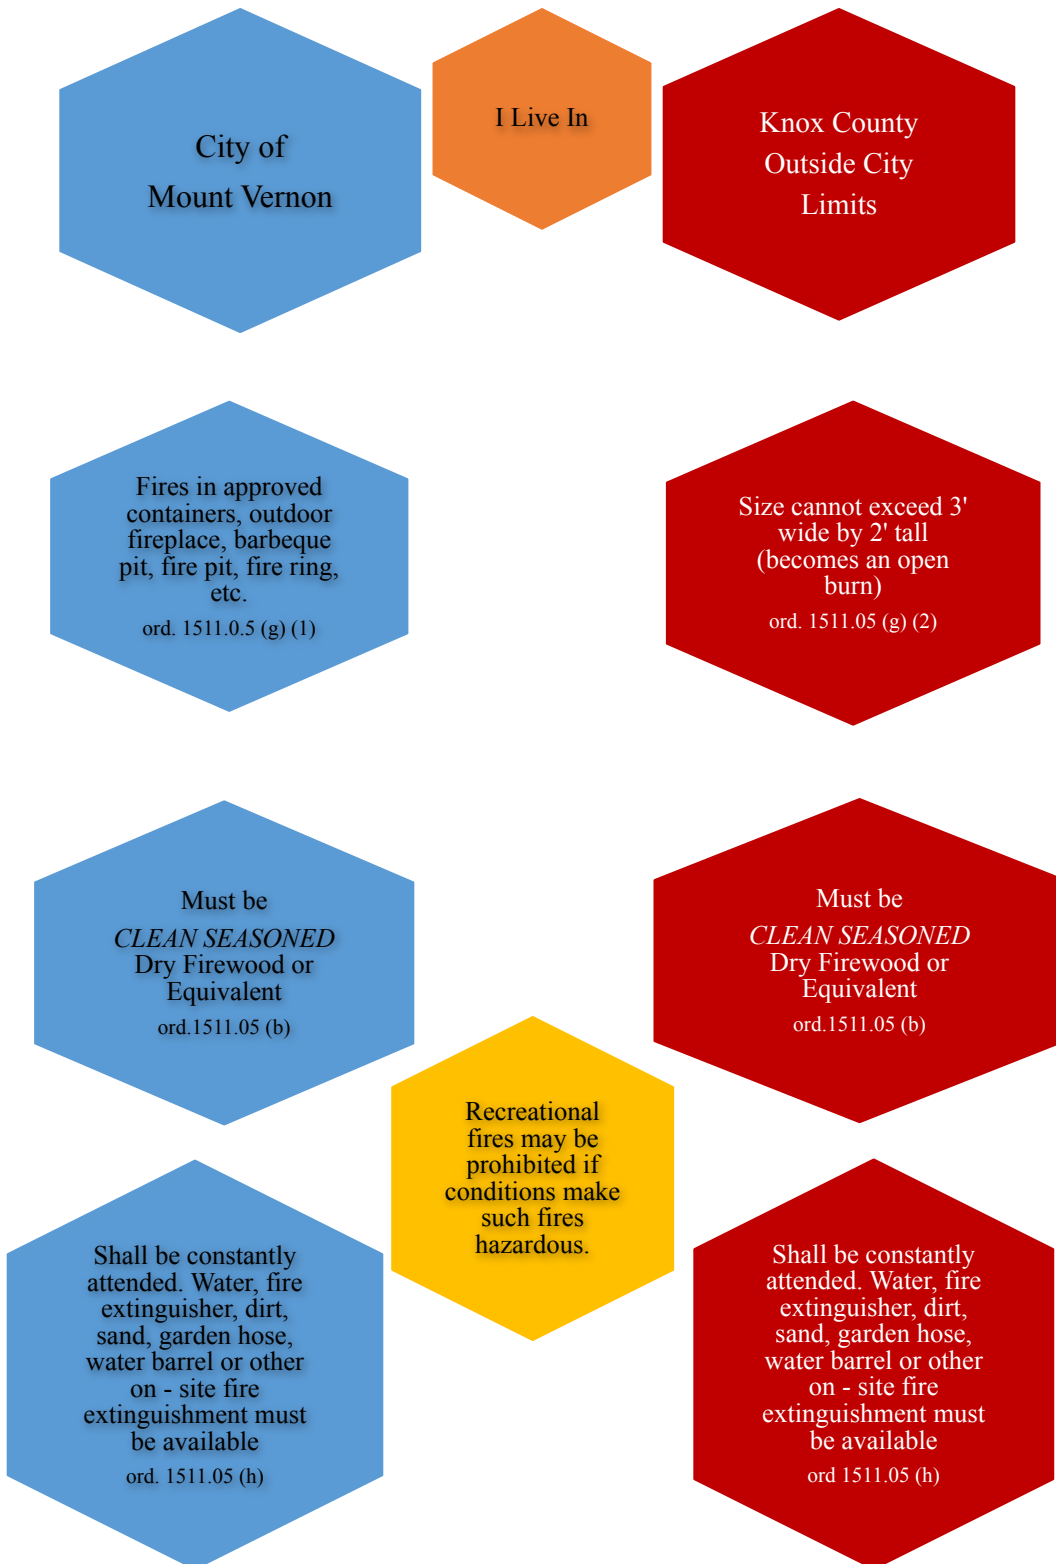 City of
Mount Vernon
I Live In
Knox County
Outside City
Limits
Fires in approved
containers, outdoor
fireplace, barbeque
pit, fire pit, fire ring,
etc.
ord. 1511.0.5 (g) (1)
Size cannot exceed 3'
wide by 2' tall
(becomes an open
burn)
ord. 1511.05 (g) (2)
Must be
CLEAN SEASONED
Dry Firewood or
Equivalent
ord.1511.05 (b)
Must be
CLEAN SEASONED
Dry Firewood or
Equivalent
ord.1511.05 (b)
Recreational
fires may be
prohibited if
conditions make
such fires
hazardous.
Shall be constantly
attended. Water, fire
extinguisher, dirt,
sand, garden hose,
water barrel or other
on - site fire
extinguishment must
be available
ord. 1511.05 (h)
Shall be constantly
attended. Water, fire
extinguisher, dirt,
sand, garden hose,
water barrel or other
on - site fire
extinguishment must
be available
ord 1511.05 (h)